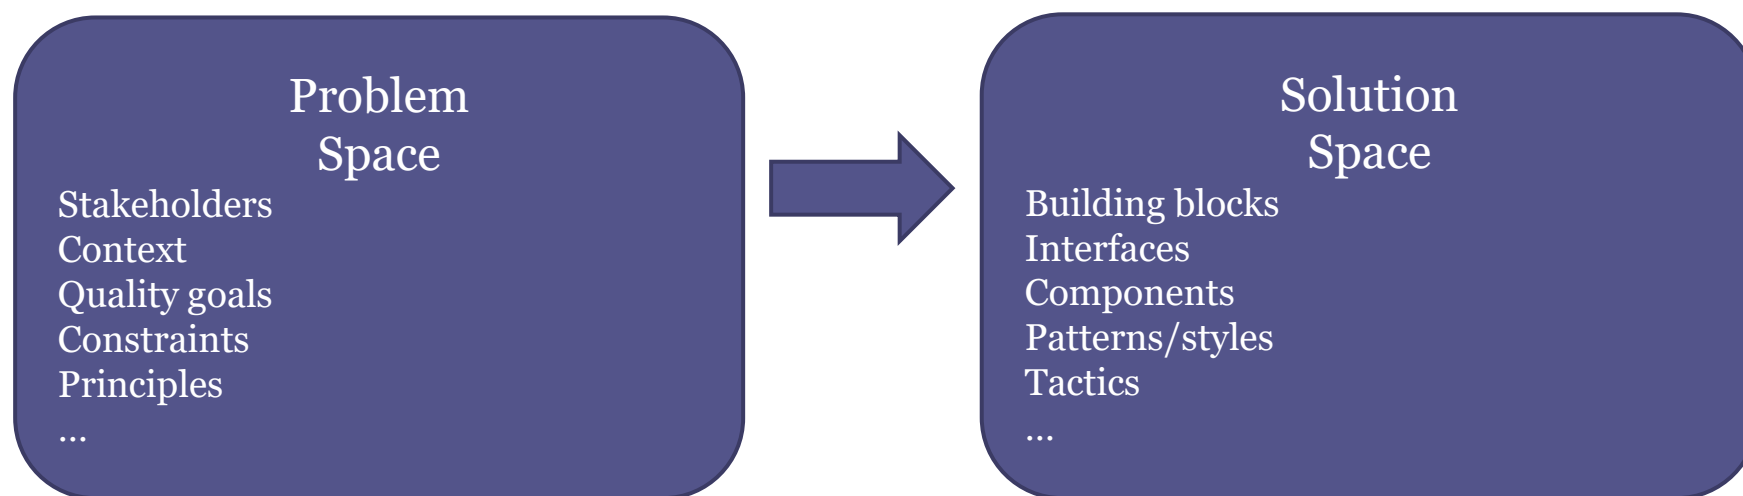 Problem
Space
Stakeholders
Context
Quality goals
Constraints
Principles
...
Solution
Space
Building blocks
Interfaces
Components
Patterns/styles
Tactics
...